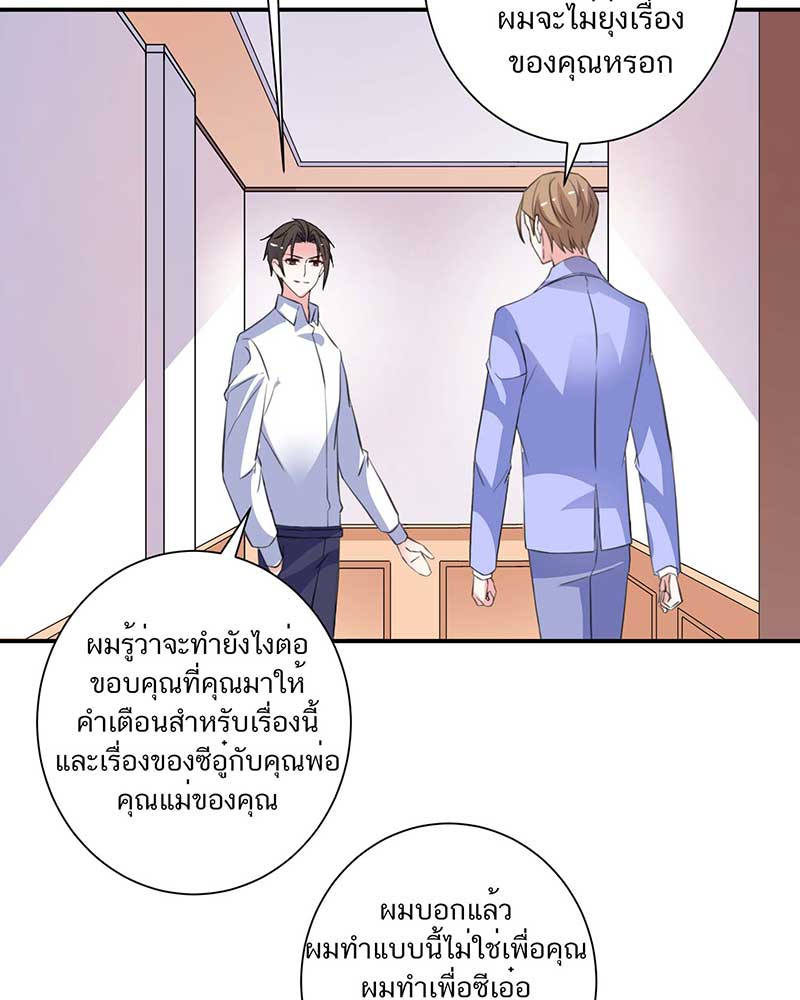 ผมจะไม่ยุ่งเรื่อง
ของคุณหรอก
ผมรู้ว่าจะทำยังไงต่อ
ขอบคุณที่คุณมาให้
คำเตือนสำหรับเรื่องนี้
และเรื่องของซีอู๋กับคุณพ่อ
คุณแม่ของคุณ
ผมบอกแล้ว
ผมทำแบบนี้ไม่ใช่เพื่อคุณ
ผมทำเพื่อซีเอ๋อ